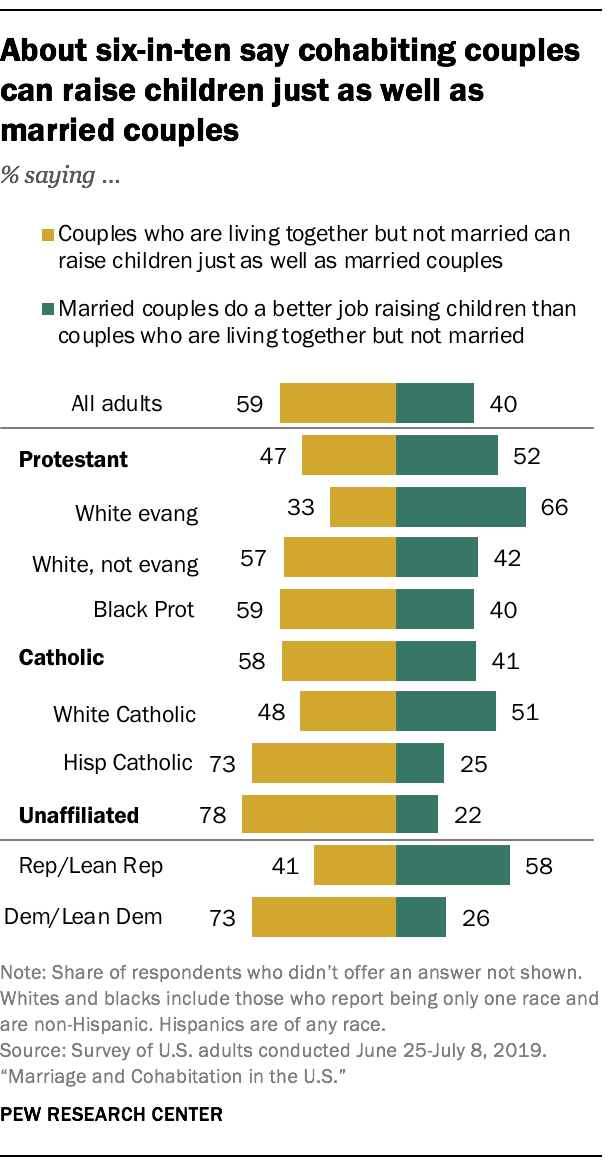 About six-in-ten say cohabiting couples
can raise children just as well as
married couples
% saying ...
Couples who are living together but not married can
raise children just as well as married couples
Married couples do a better job raising children than
couples who are living together but not married
All adults 59 40
Protestant 47 52
White evang 33 66
White, not evang 57 42
Black Prot 59 40
Catholic 58 41
White Catholic 48 51
Hisp Catholic 73 25
Unaffiliated 78 22
Rep/Lean Rep 41 58
Dem/Lean Dem 73 26
Note: Share of respondents who didn’t offer an answer not shown.
Whites and blacks include those who report being only one race and
are non-Hispanic. Hispanics are of any race.
Source: Survey of U.S. adults conducted June 25-July 8, 2019.
“Marriage and Cohabitation in the U.S.”
PEW RESEARCH CENTER